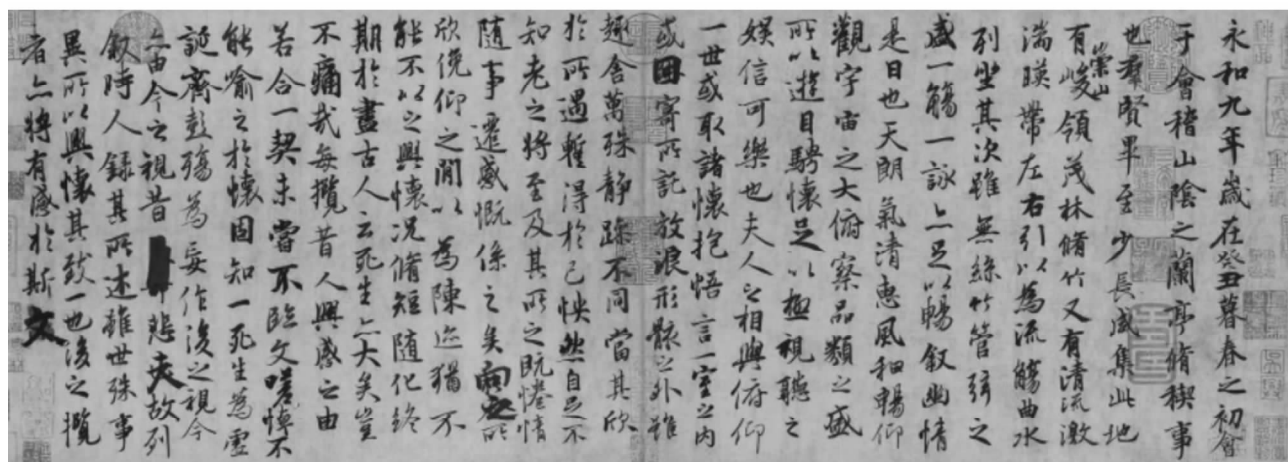 永和九年歲在癸丑暮春之初會
于會稽山陰之蘭亭脩稧事
也羣賢畢至少長咸集此地
有崇山峻領茂林脩竹又有清流激
湍暎帶左右引以為流觴曲水
列坐其次雖無絲竹管弦之
盛一觴一詠亦足以暢敘幽情
是日也天朗氣清惠風和暢仰
觀宇宙之大俯察品類之盛
所以遊目騁懷足以極視聽之
娛信可樂也夫人之相與俯仰
一世或取諸懷抱悟言一室之內
或因寄所託放浪形骸之外雖
趣舍萬殊靜躁不同當其欣
於所遇暫得於己怏然自足不
知老之將至及其所之既惓情
隨事遷感慨係之矣向之所
欣俛仰之閒以為陳迹猶不
能不以之興懷況脩短隨化終
期於盡古人云死生亦大矣豈
不痛哉每攬昔人興感之由
若合一契未嘗不臨文嗟悼不
能喻之於懷固知一死生為虛
誕齊彭殤為妄作後之視今
亦由今之視昔悲夫故列
敘時人錄其所述雖世殊事
異所以興懷其致一也後之攬
者亦將有感於斯文